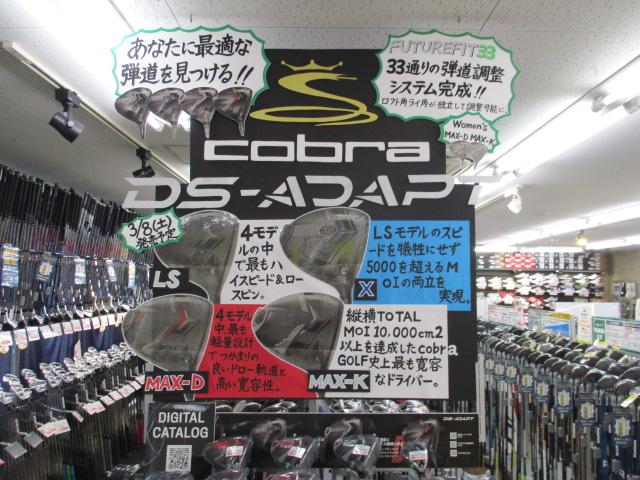 あなたに最適な
弾道を見つける!!
FUTUREFIT33
33通りの弾道調整
システム完成!!
ロフト角ライ角が独立して調整可能に
Women's
MAX-D MAX-K
cobra
DS-ADAPT
3/8(土)
発売予定
LS
4モデ
ルの中
で最もハ
イスピード&ロー
スピン。
X
LSモデルのスピ
ードを犠牲にせず
5000を超えるM
OIの両立を
実現。
MAX-D
4モデル
中、最も
軽量設計
でつかまりの
良いドロー軌道と
高い寛容性。
MAX-K
縦横TOTAL
MOI 10.000cm2
以上を達成したcobra
GOLF史上最も寛容
なドライバー。
DIGITAL
CATALOG
DS-ADAPT